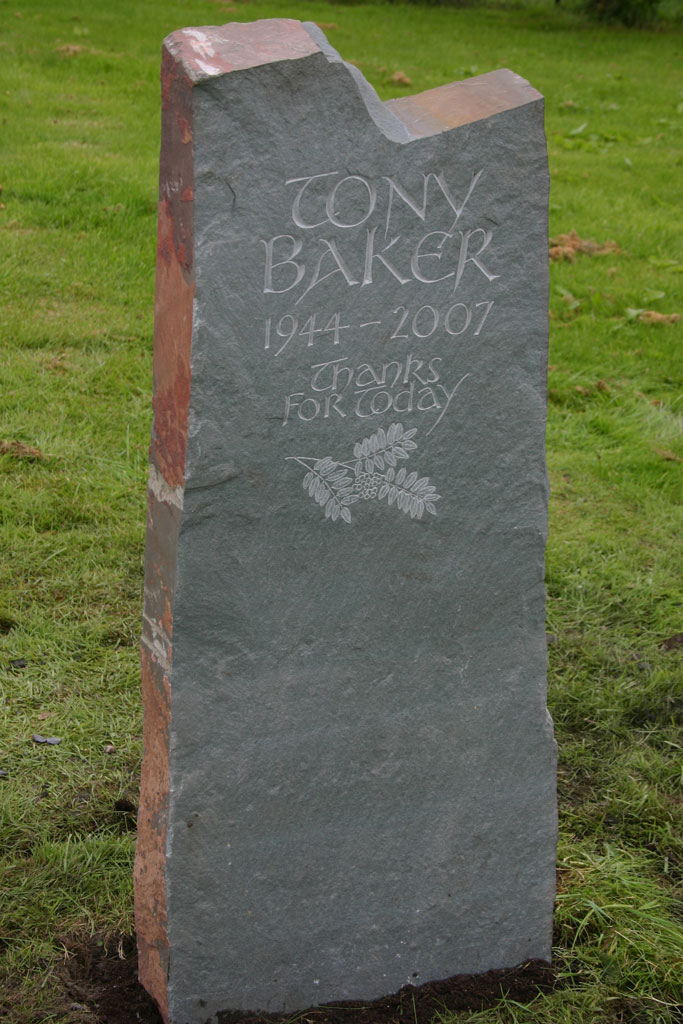 TONY
BAKER
1944 – 2007
Thanks
For today